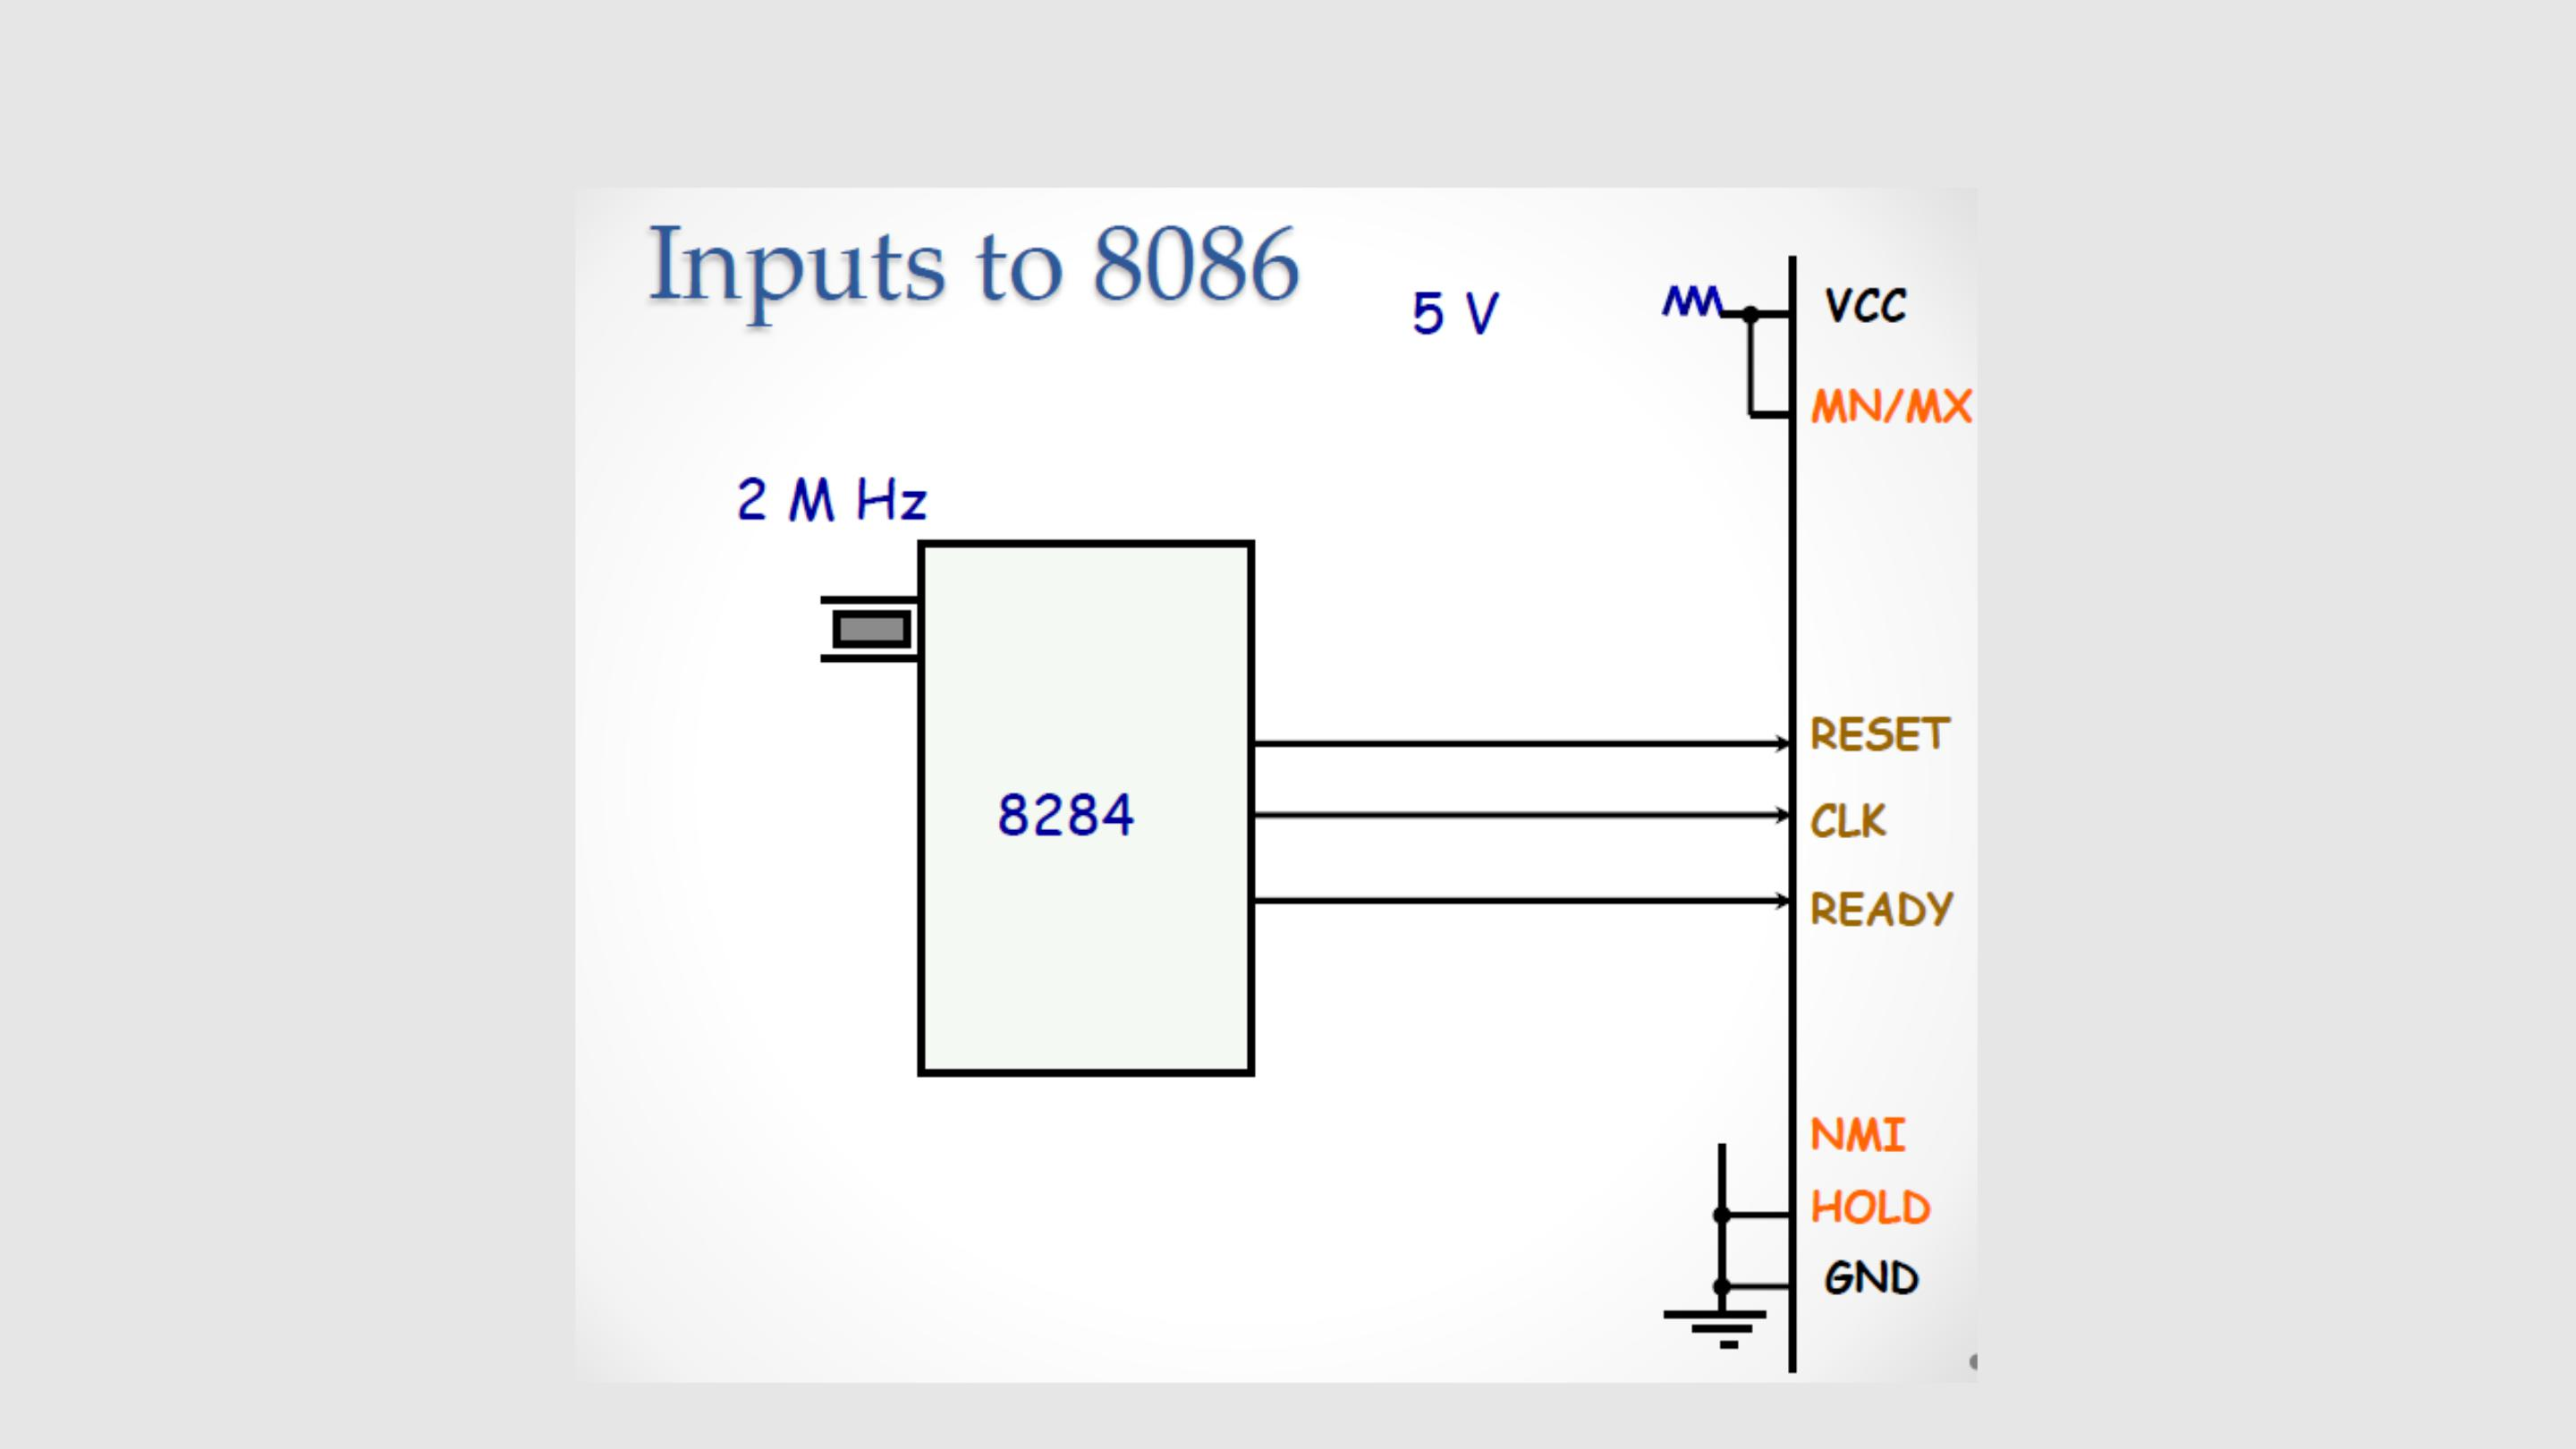 Inputs to 8086
5 V
VCC
MN/MX
2 M Hz
8284
RESET
CLK
READY
NMI
HOLD
GND